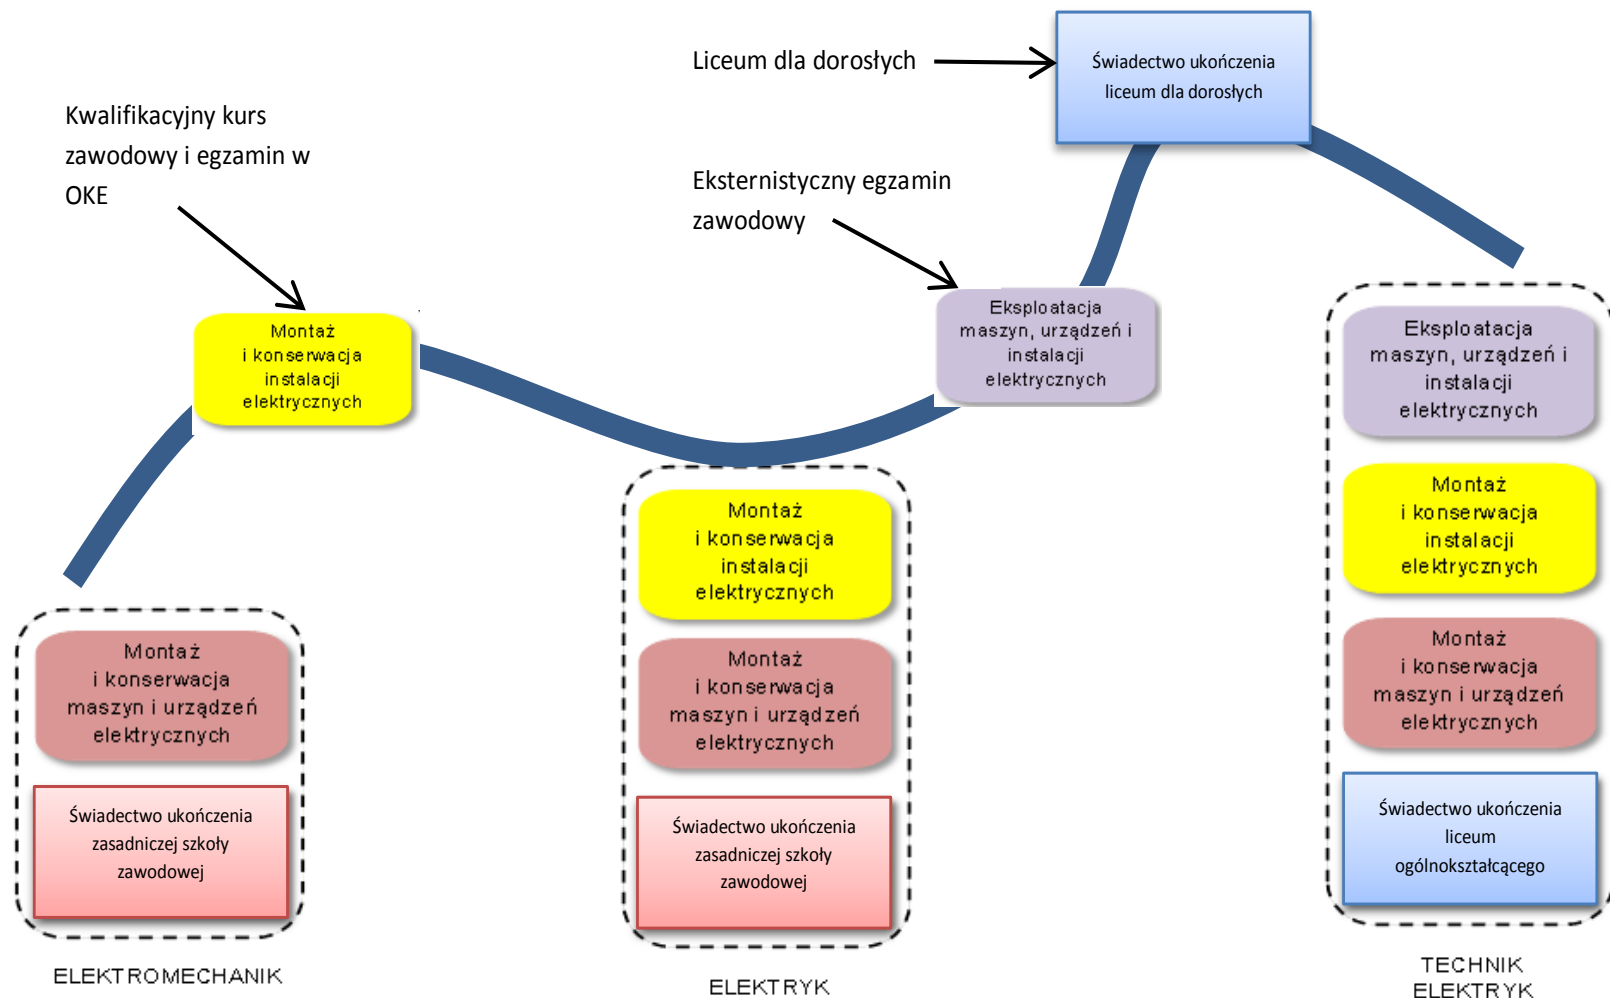 Liceum dla dorosłych
Świadectwo ukończenia
liceum dla dorosłych
Kwalifikacyjny kurs
zawodowy i egzamin w
OKE
Eksternistyczny egzamin
zawodowy
Montaż
i konserwacja
instalacji
elektrycznych
Eksploatacja
maszyn, urządzeń i
instalacji
elektrycznych
Montaż
i konserwacja
maszyn i urządzeń
elektrycznych
Świadectwo ukończenia
zasadniczej szkoły
zawodowej
ELEKTROMECHANIK
Montaż
i konserwacja
instalacji
elektrycznych
Montaż
i konserwacja
maszyn i urządzeń
elektrycznych
Świadectwo ukończenia
zasadniczej szkoły
zawodowej
ELEKTRYK
Eksploatacja
maszyn, urządzeń i
instalacji
elektrycznych
Montaż
i konserwacja
instalacji
elektrycznych
Montaż
i konserwacja
maszyn i urządzeń
elektrycznych
Świadectwo ukończenia
liceum
ogólnokształcącego
TECHNIK
ELEKTRYK